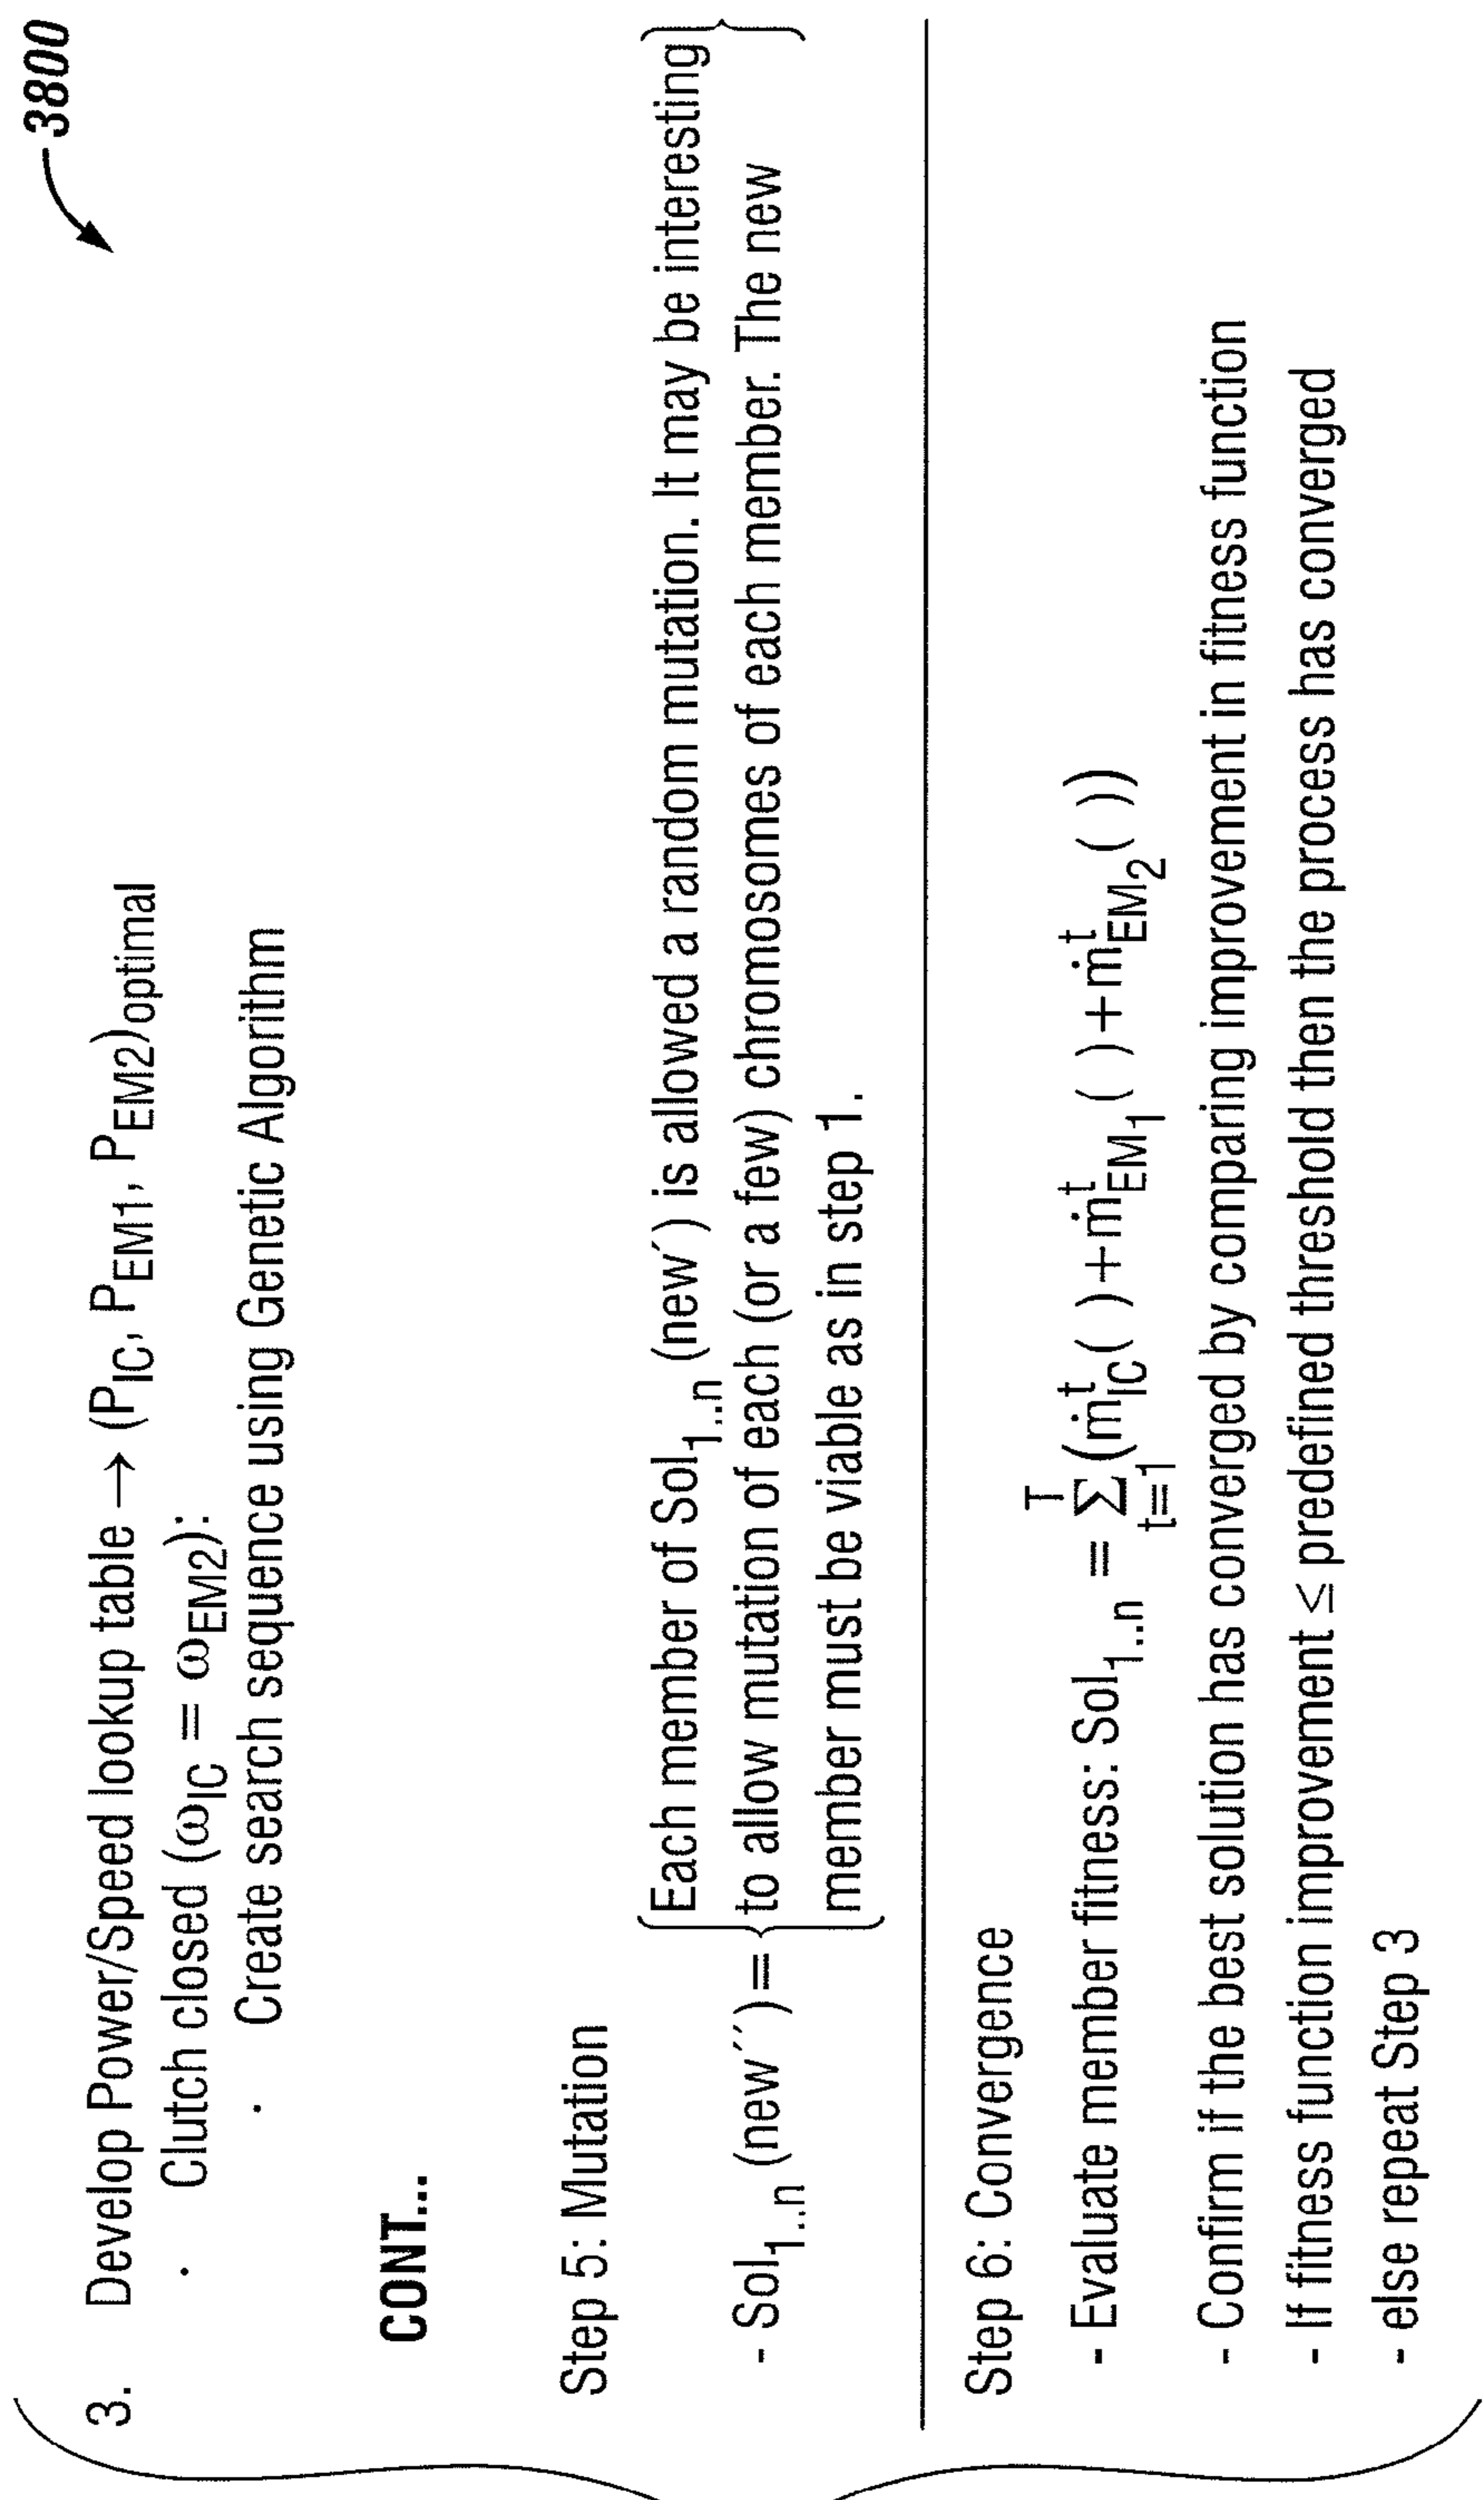 3800
3. Develop Power/Speed lookup table → (P_IC, P_EM1, P_EM2)_optimal
· Clutch closed (ω_IC = ω_EM2):
· Create search sequence using Genetic Algorithm
CONT...
Step 5: Mutation
- Sol_1..n (new´´) = {Each member of Sol_1..n (new´) is allowed a random mutation. It may be interesting}
to allow mutation of each (or a few) chromosomes of each member. The new
member must be viable as in step 1.
Step 6: Convergence
- Evaluate member fitness: Sol_1..n = Σ_{t=1}^{T} (ṁ_IC^t ( ) + ṁ_EM_1^t ( ) + ṁ_EM_2^t ( ))
- Confirm if the best solution has converged by comparing improvement in fitness function
- If fitness function improvement ≤ predefined threshold then the process has converged
- else repeat Step 3